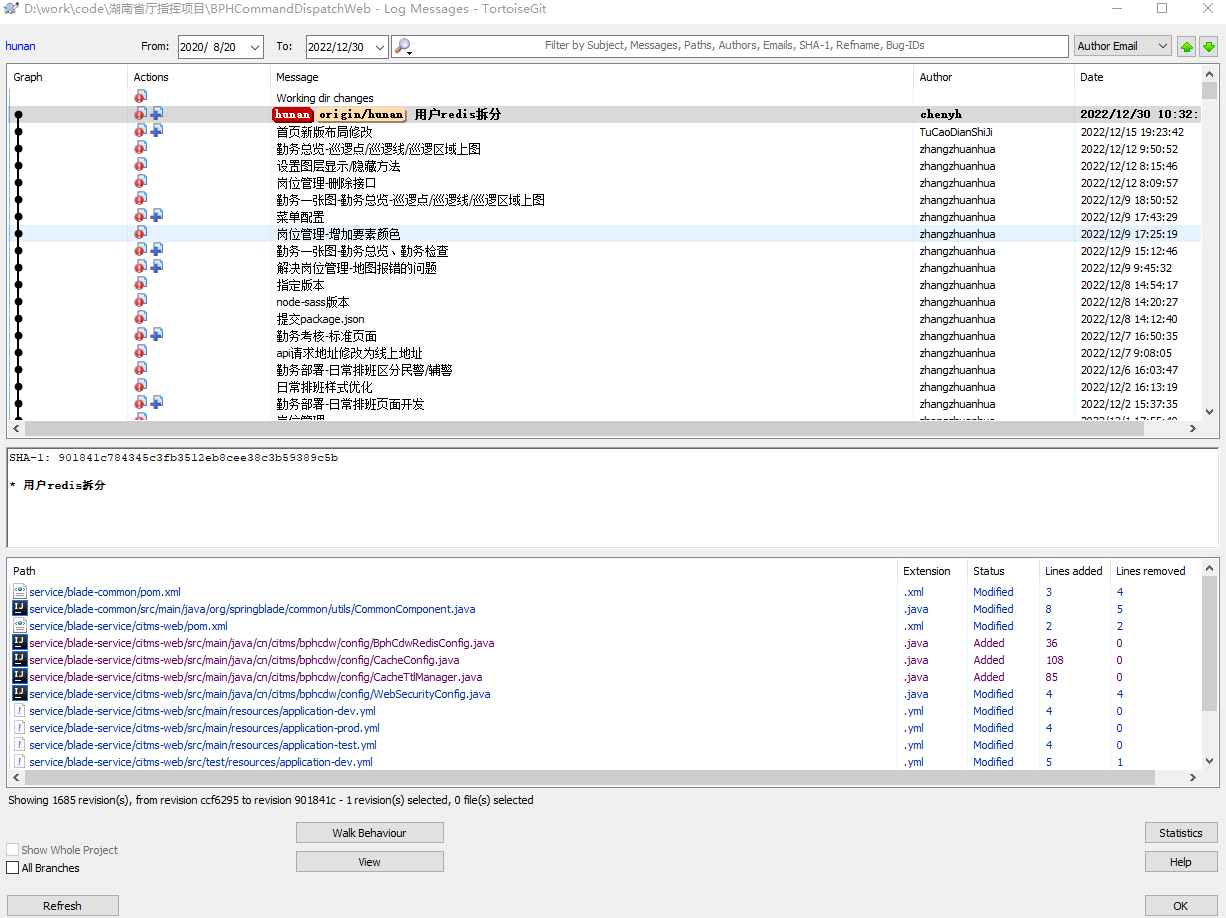 D:\work\code\湖南省厅指挥项目\BPHCommandDispatchWeb - Log Messages - TortoiseGit
hunan From: 2020/ 8/20 To: 2022/12/30 Filter by Subject, Messages, Paths, Authors, Emails, SHA-1, Refname, Bug-IDs Author Email
Graph Actions Message Author Date
Working dir changes
hunan origin/hunan 用户redis拆分 chenyh 2022/12/30 10:32:
首页新版布局修改 TuCaoDianShiJi 2022/12/15 19:23:42
勤务总览-巡逻点/巡逻线/巡逻区域上图 zhangzhuanhua 2022/12/12 9:50:52
设置图层显示/隐藏方法 zhangzhuanhua 2022/12/12 8:15:46
岗位管理-删除接口 zhangzhuanhua 2022/12/12 8:09:57
勤务一张图-勤务总览-巡逻点/巡逻线/巡逻区域上图 zhangzhuanhua 2022/12/9 18:50:52
菜单配置 zhangzhuanhua 2022/12/9 17:43:29
岗位管理-增加要素颜色 zhangzhuanhua 2022/12/9 17:25:19
勤务一张图-勤务总览、勤务检查 zhangzhuanhua 2022/12/9 15:12:46
解决岗位管理-地图报错的问题 zhangzhuanhua 2022/12/9 9:45:32
指定版本 zhangzhuanhua 2022/12/8 14:54:17
node-sass版本 zhangzhuanhua 2022/12/8 14:20:27
提交package.json zhangzhuanhua 2022/12/8 14:12:40
勤务考核-标准页面 zhangzhuanhua 2022/12/7 16:50:35
api请求地址修改为线上地址 zhangzhuanhua 2022/12/7 9:08:05
勤务部署-日常排班区分民警/辅警 zhangzhuanhua 2022/12/6 16:03:47
日常排班样式优化 zhangzhuanhua 2022/12/2 16:13:19
勤务部署-日常排班页面开发 zhangzhuanhua 2022/12/2 15:37:35
SHA-1: 901841c784345c3fb3512eb8cee38c3b59389c5b
* 用户redis拆分
Path Extension Status Lines added Lines removed
service/blade-common/pom.xml .xml Modified 3 4
service/blade-common/src/main/java/org/springblade/common/utils/CommonComponent.java .java Modified 8 5
service/blade-service/citms-web/pom.xml .xml Modified 2 2
service/blade-service/citms-web/src/main/java/cn/citms/bphcdw/config/BphCdwRedisConfig.java .java Added 36 0
service/blade-service/citms-web/src/main/java/cn/citms/bphcdw/config/CacheConfig.java .java Added 108 0
service/blade-service/citms-web/src/main/java/cn/citms/bphcdw/config/CacheTtlManager.java .java Added 85 0
service/blade-service/citms-web/src/main/java/cn/citms/bphcdw/config/WebSecurityConfig.java .java Modified 4 4
service/blade-service/citms-web/src/main/resources/application-dev.yml .yml Modified 4 0
service/blade-service/citms-web/src/main/resources/application-prod.yml .yml Modified 4 0
service/blade-service/citms-web/src/main/resources/application-test.yml .yml Modified 4 0
service/blade-service/citms-web/src/test/resources/application-dev.yml .yml Modified 5 1
Showing 1685 revision(s), from revision ccf6295 to revision 901841c - 1 revision(s) selected, 0 file(s) selected
Walk Behaviour Statistics
Show Whole Project
View Help
All Branches
Refresh OK